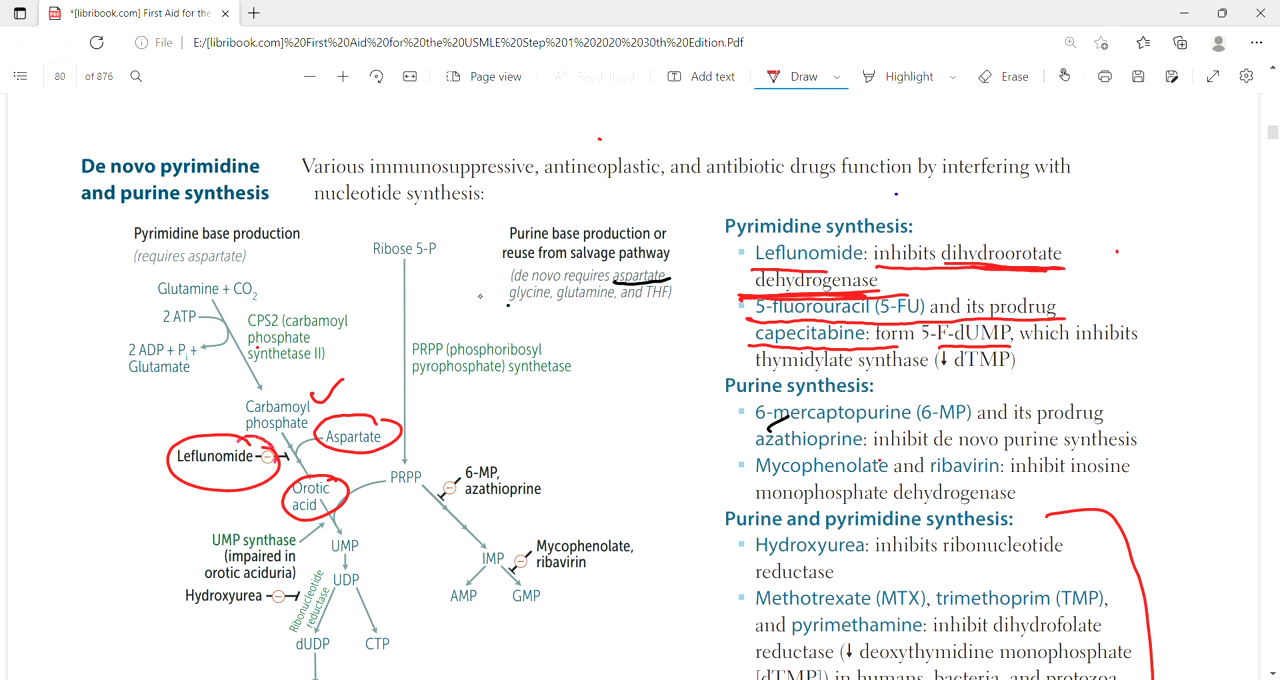 *[libribook.com] First Aid for the
File
E:/[libribook.com]%20First%20Aid%20for%20the%20USMLE%20Step%201%202020%2030th%20Edition.Pdf
80 of 876
Page view
Read aloud
Add text
Draw
Highlight
Erase
De novo pyrimidine
and purine synthesis
Various immunosuppressive, antineoplastic, and antibiotic drugs function by interfering with
nucleotide synthesis:
Pyrimidine base production
(requires aspartate)
Glutamine + CO2
2 ATP
CPS2 (carbamoyl
phosphate
synthetase II)
2 ADP + Pi +
Glutamate
Carbamoyl
phosphate
Aspartate
Leflunomide
Orotic
acid
UMP synthase
(impaired in
orotic aciduria)
UMP
Hydroxyurea
Ribonucleotide
reductase
UDP
dUDP
CTP
Ribose 5-P
PRPP (phosphoribosyl
pyrophosphate) synthetase
PRPP
Purine base production or
reuse from salvage pathway
(de novo requires aspartate,
glycine, glutamine, and THF)
6-MP,
azathioprine
Mycophenolate,
ribavirin
IMP
AMP
GMP
Pyrimidine synthesis:
Leflunomide: inhibits dihydroorotate
dehydrogenase
5-fluorouracil (5-FU) and its prodrug
capecitabine: form 5-F-dUMP, which inhibits
thymidylate synthase (↓ dTMP)
Purine synthesis:
6-mercaptopurine (6-MP) and its prodrug
azathioprine: inhibit de novo purine synthesis
Mycophenolate and ribavirin: inhibit inosine
monophosphate dehydrogenase
Purine and pyrimidine synthesis:
Hydroxyurea: inhibits ribonucleotide
reductase
Methotrexate (MTX), trimethoprim (TMP),
and pyrimethamine: inhibit dihydrofolate
reductase (↓ deoxythymidine monophosphate
[dTMP]) in humans, bacteria, and protozoa